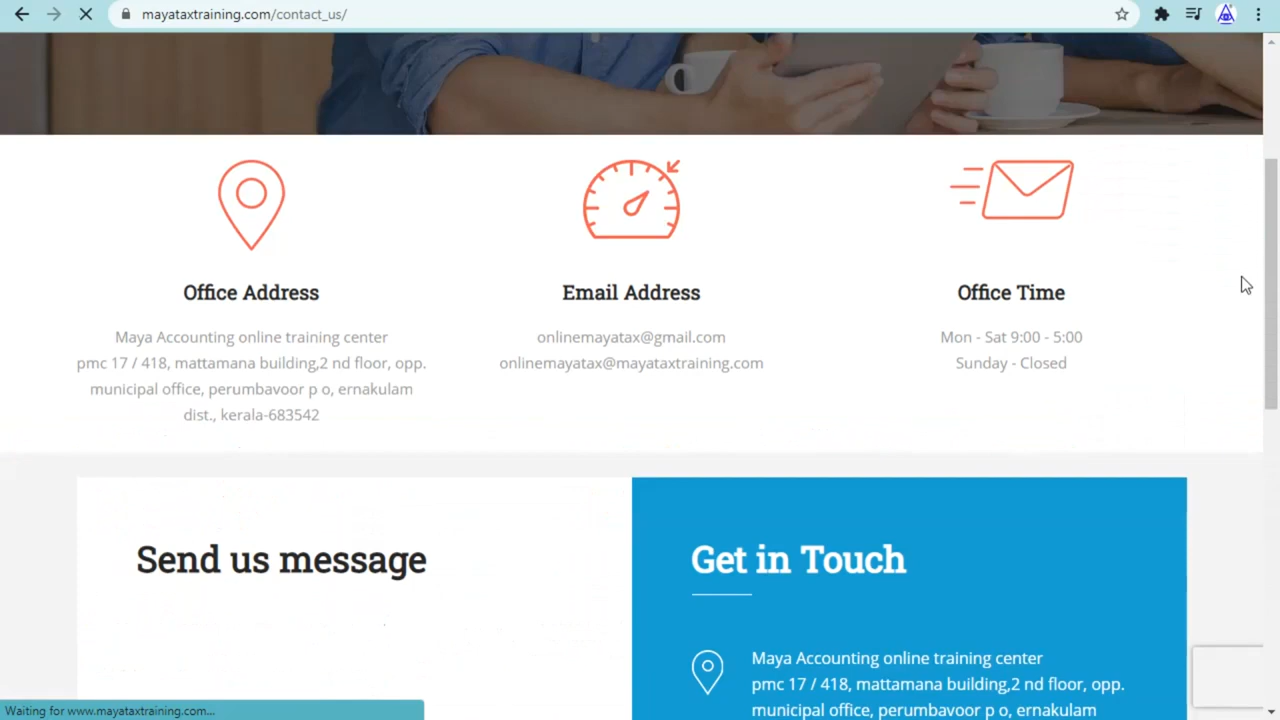 mayataxtraining.com/contact_us/
Office Address
Maya Accounting online training center
pmc 17 / 418, mattamana building,2 nd floor, opp.
municipal office, perumbavoor p o, ernakulam
dist., kerala-683542
Email Address
onlinemayatax@gmail.com
onlinemayatax@mayataxtraining.com
Office Time
Mon - Sat 9:00 - 5:00
Sunday - Closed
Send us message
Get in Touch
Maya Accounting online training center
pmc 17 / 418, mattamana building,2 nd floor, opp.
municipal office, perumbavoor p o, ernakulam
Waiting for www.mayataxtraining.com...